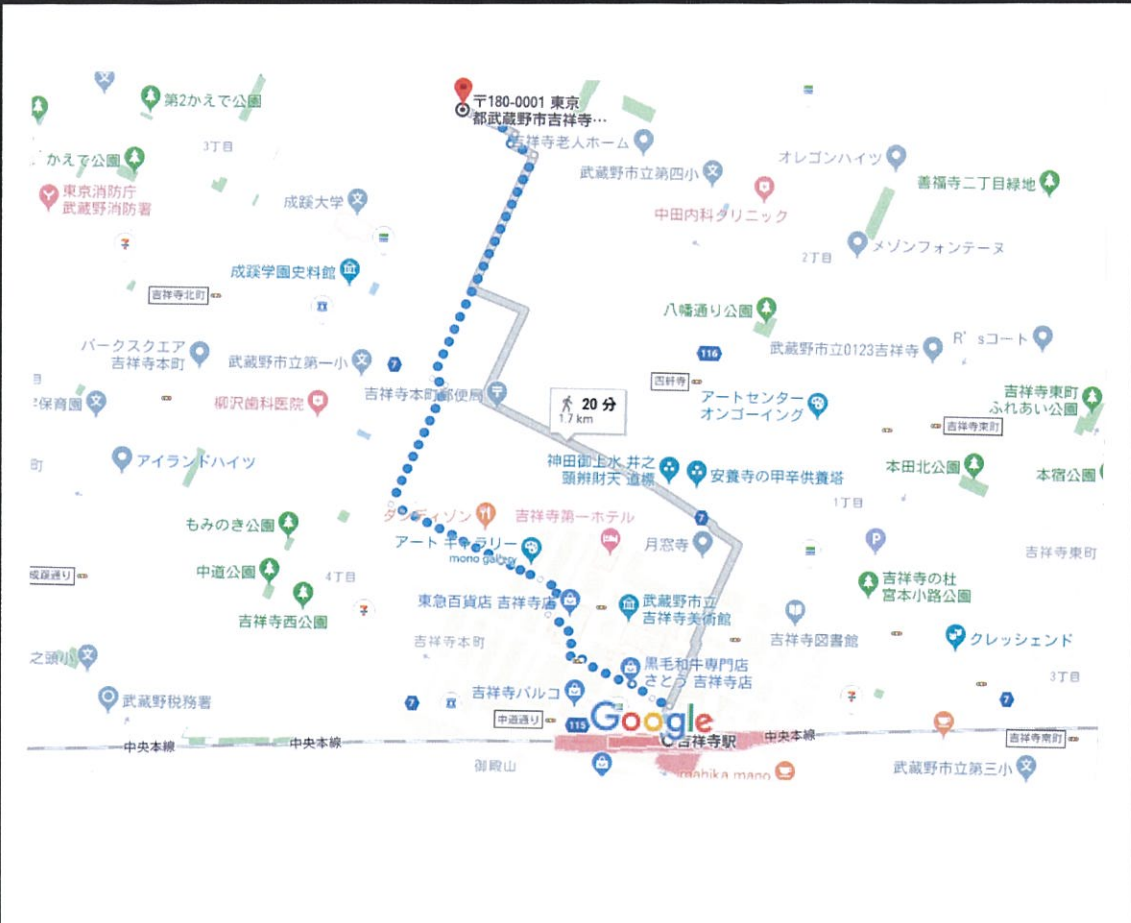 第2かえで公園
〒180-0001 東京
都武蔵野市吉祥寺…
3丁目
吉祥寺老人ホーム
かえで公園
武蔵野市立第四小
オレゴンハイツ
東京消防庁
武蔵野消防署
成蹊大学
中田内科クリニック
善福寺二丁目緑地
2丁目
メゾンフォンテーヌ
成蹊学園史料館
吉祥寺北町
八幡通り公園
パークスクエア
吉祥寺本町
武蔵野市立第一小
7
116
武蔵野市立0123吉祥寺
R'sコート
吉祥寺本町郵便局
四軒寺
保育園
柳沢歯科医院
20 分
1.7 km
アートセンター
オンゴーイング
吉祥寺東町
ふれあい公園
吉祥寺東町
町
アイランドハイツ
神田御上水 井之
頭辨財天 道標
安養寺の甲辛供養塔
本田北公園
本宿公園
1丁目
もみのき公園
ダンディゾン
吉祥寺第一ホテル
7
アート ギャラリー
mono gallery
月窓寺
P
吉祥寺東町
成蹊通り
中道公園
4丁目
吉祥寺西公園
東急百貨店 吉祥寺店
武蔵野市立
吉祥寺美術館
吉祥寺の杜
宮本小路公園
吉祥寺図書館
クレッシェンド
吉祥寺本町
之頭小
黒毛和牛専門店
さとう 吉祥寺店
3丁目
武蔵野税務署
7
吉祥寺パルコ
中道通り
115
Google
7
中央本線
中央本線
吉祥寺駅
中央本線
吉祥寺東町
御殿山
mahika mano
武蔵野市立第三小